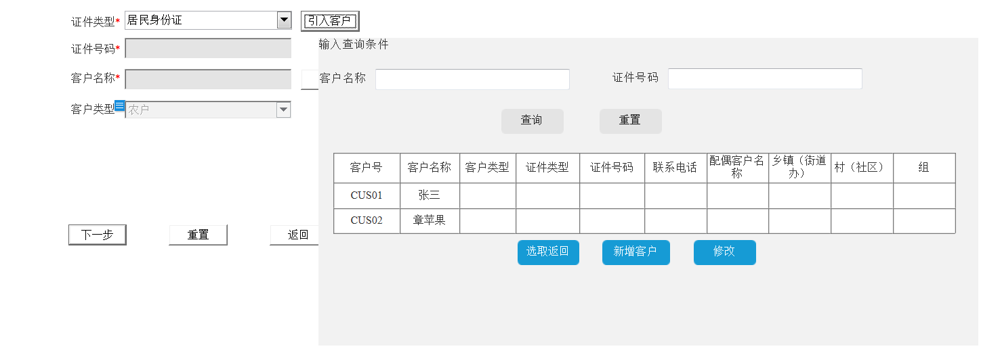 证件类型* 居民身份证 引入客户
证件号码*
客户名称*
客户类型 农户
下一步 重置 返回
输入查询条件
客户名称 证件号码
查询 重置
客户号 客户名称 客户类型 证件类型 证件号码 联系电话 配偶客户名称 乡镇（街道办） 村（社区） 组
CUS01 张三
CUS02 章苹果
选取返回 新增客户 修改